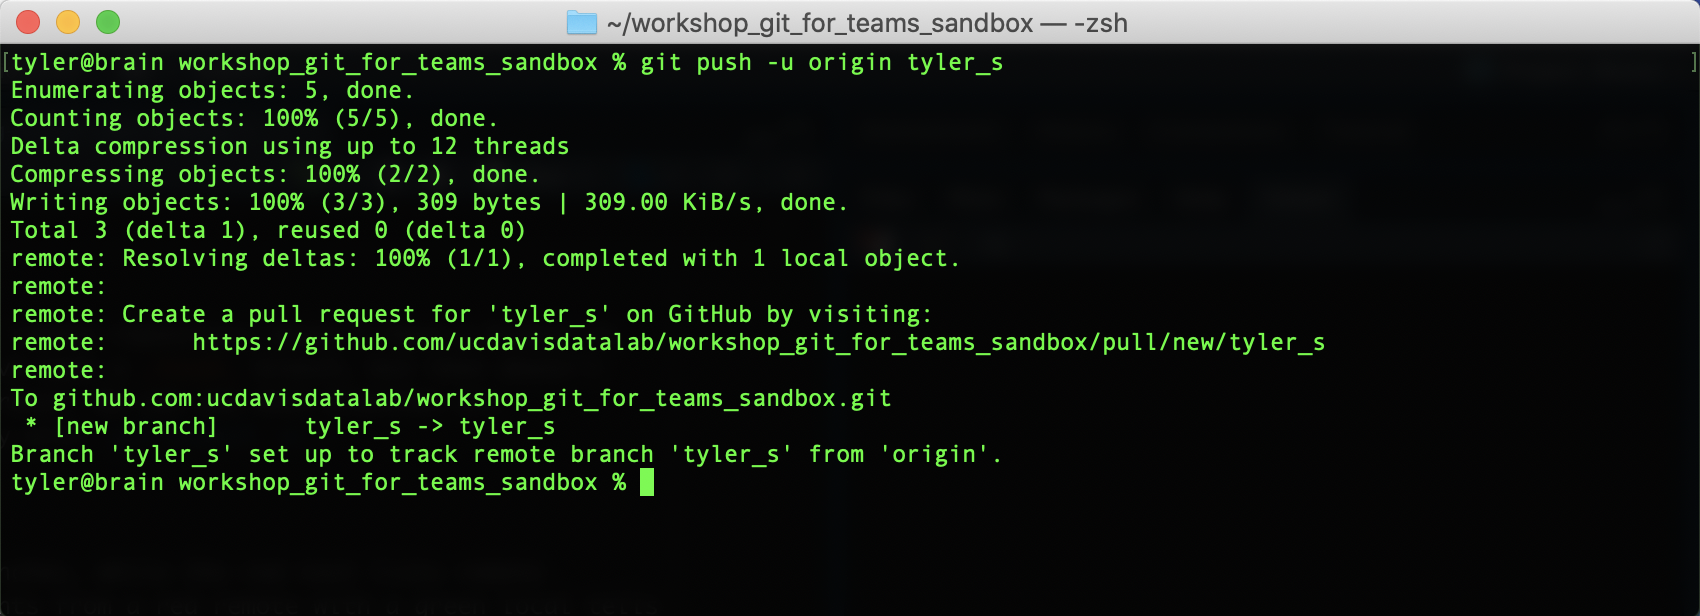 ~/workshop_git_for_teams_sandbox — -zsh
[tyler@brain workshop_git_for_teams_sandbox % git push -u origin tyler_s ]
Enumerating objects: 5, done.
Counting objects: 100% (5/5), done.
Delta compression using up to 12 threads
Compressing objects: 100% (2/2), done.
Writing objects: 100% (3/3), 309 bytes | 309.00 KiB/s, done.
Total 3 (delta 1), reused 0 (delta 0)
remote: Resolving deltas: 100% (1/1), completed with 1 local object.
remote:
remote: Create a pull request for 'tyler_s' on GitHub by visiting:
remote:      https://github.com/ucdavisdatalab/workshop_git_for_teams_sandbox/pull/new/tyler_s
remote:
To github.com:ucdavisdatalab/workshop_git_for_teams_sandbox.git
 * [new branch]      tyler_s -> tyler_s
Branch 'tyler_s' set up to track remote branch 'tyler_s' from 'origin'.
tyler@brain workshop_git_for_teams_sandbox %